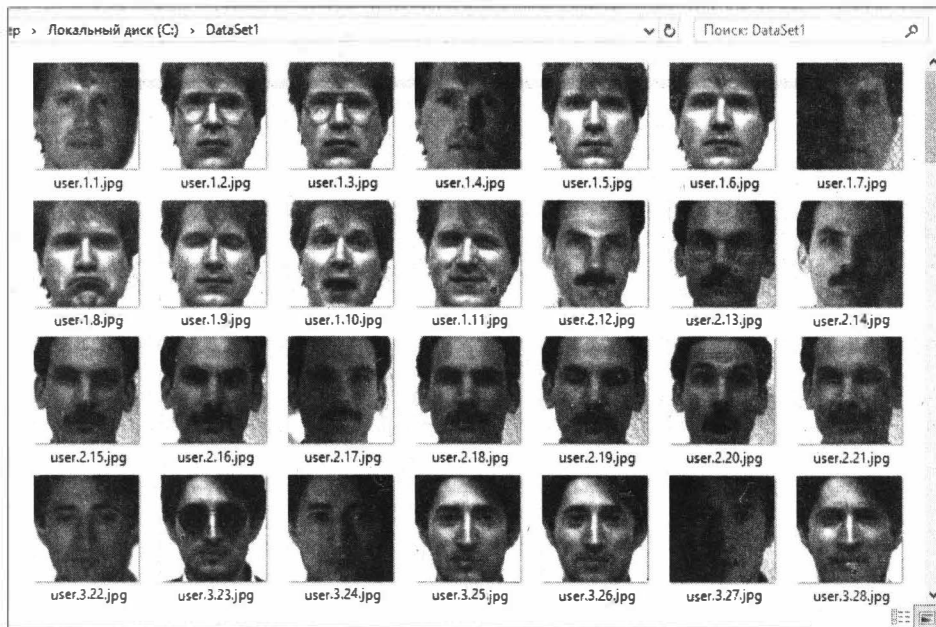 ер › Локальный диск (C:) › DataSet1
Поиск: DataSet1
user.1.1.jpg user.1.2.jpg user.1.3.jpg user.1.4.jpg user.1.5.jpg user.1.6.jpg user.1.7.jpg
user.1.8.jpg user.1.9.jpg user.1.10.jpg user.1.11.jpg user.2.12.jpg user.2.13.jpg user.2.14.jpg
user.2.15.jpg user.2.16.jpg user.2.17.jpg user.2.18.jpg user.2.19.jpg user.2.20.jpg user.2.21.jpg
user.3.22.jpg user.3.23.jpg user.3.24.jpg user.3.25.jpg user.3.26.jpg user.3.27.jpg user.3.28.jpg